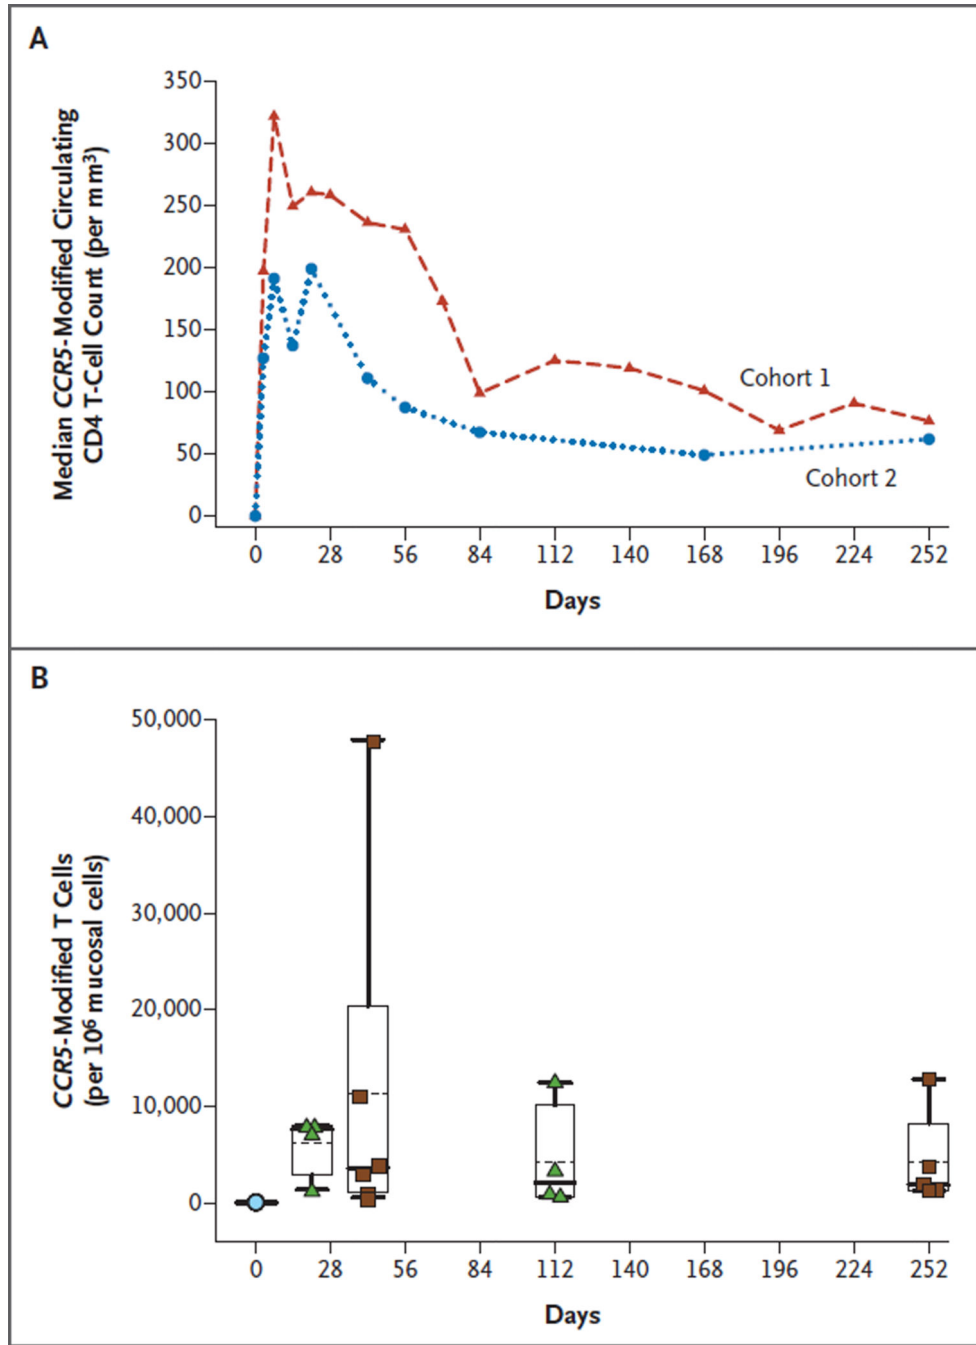 A
Median CCR5-Modified Circulating
CD4 T-Cell Count (per mm³)
350
300
250
200
150
100
50
0
Cohort 1
Cohort 2
0 28 56 84 112 140 168 196 224 252
Days
B
CCR5-Modified T Cells
(per 10⁶ mucosal cells)
50,000
40,000
30,000
20,000
10,000
0
0 28 56 84 112 140 168 196 224 252
Days